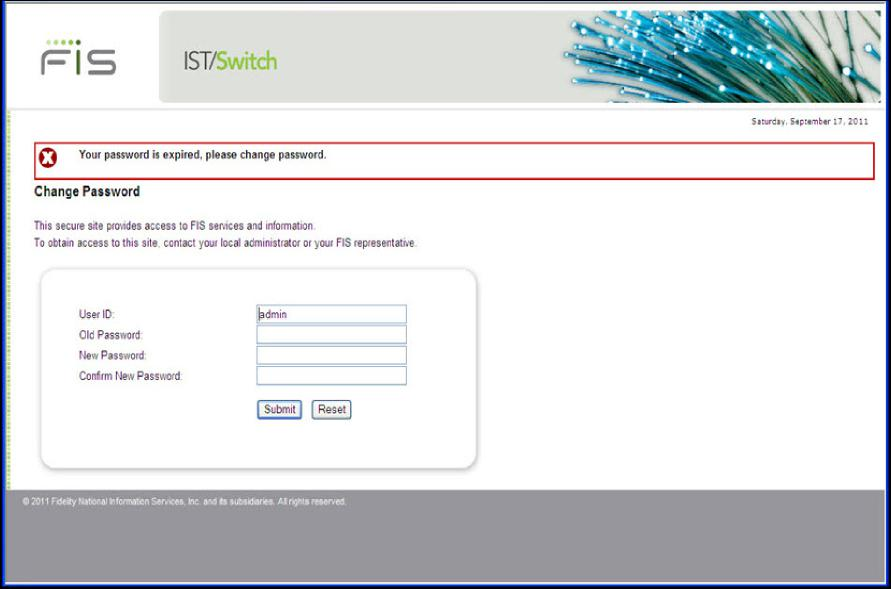 FIS
IST/Switch
Saturday, September 17, 2011
Your password is expired, please change password.
Change Password
This secure site provides access to FIS services and information.
To obtain access to this site, contact your local administrator or your FIS representative.
User ID:
admin
Old Password:
New Password:
Confirm New Password:
Submit Reset
© 2011 Fidelity National Information Services, Inc. and its subsidiaries. All rights reserved.